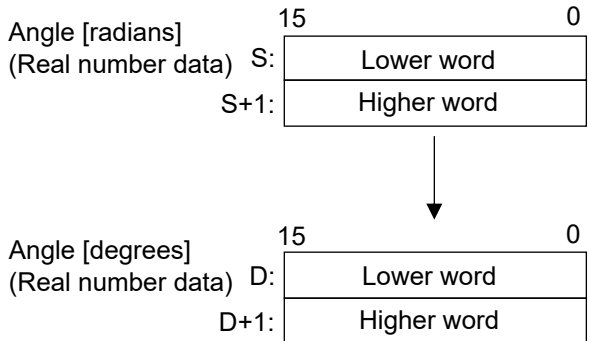 15 0
Angle [radians]
(Real number data) S: Lower word
S+1: Higher word
15 0
Angle [degrees]
(Real number data) D: Lower word
D+1: Higher word